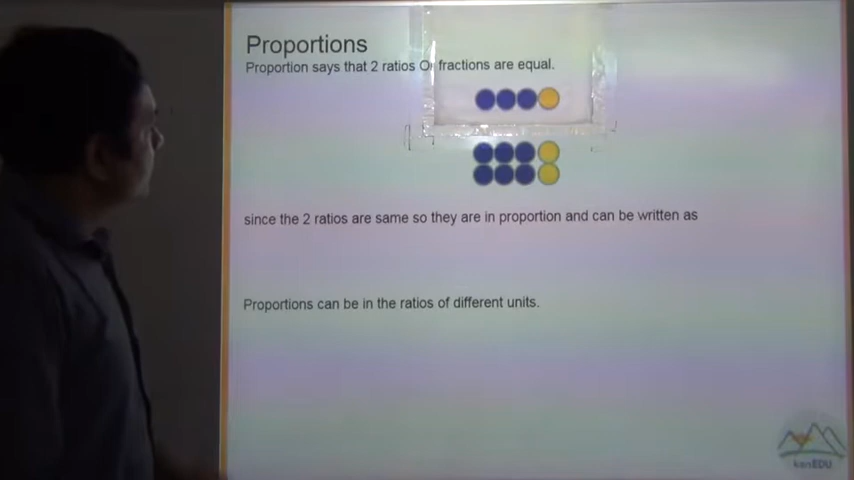 Proportions
Proportion says that 2 ratios Or fractions are equal.
since the 2 ratios are same so they are in proportion and can be written as
Proportions can be in the ratios of different units.